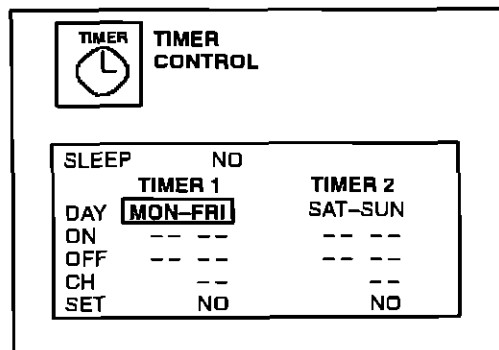 TIMER
TIMER
CONTROL
SLEEP NO
TIMER 1 TIMER 2
DAY MON–FRI SAT–SUN
ON -- -- -- --
OFF -- -- -- --
CH -- --
SET NO NO